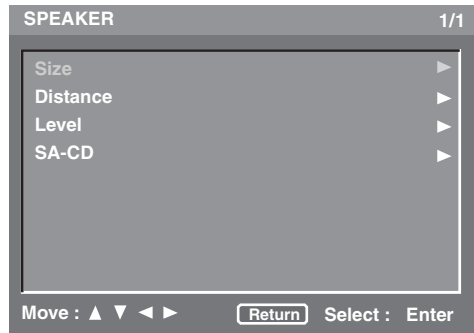 SPEAKER 1/1
Size ▶
Distance ▶
Level ▶
SA-CD ▶
Move : ▲ ▼ ◀ ▶ Return Select : Enter